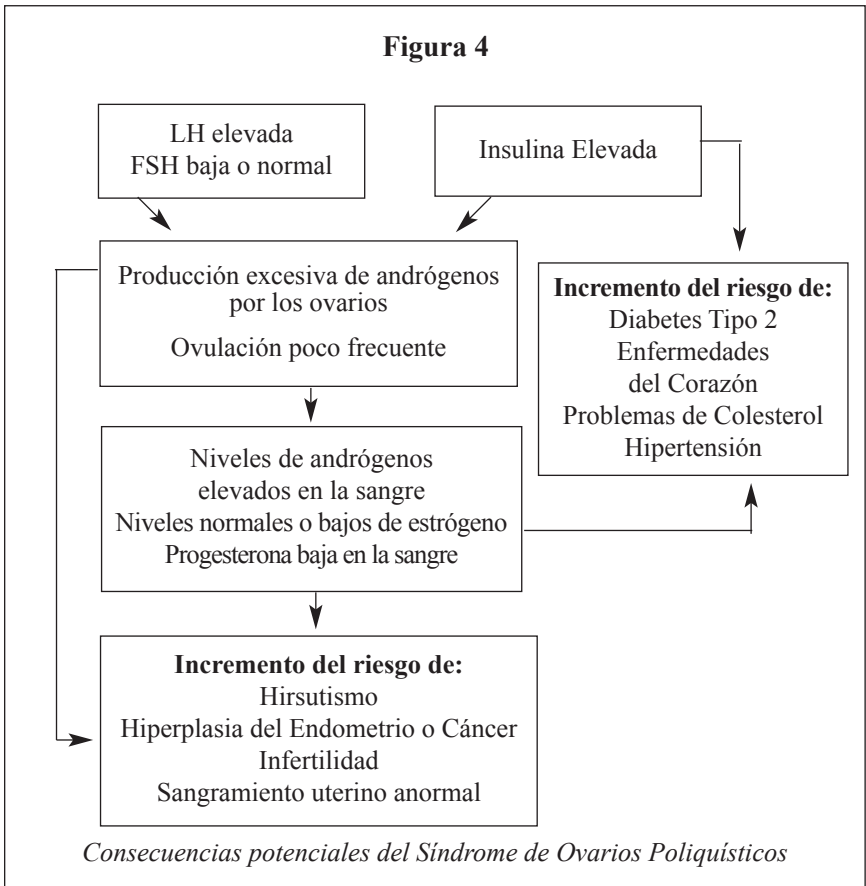 Figura 4
LH elevada
FSH baja o normal
Insulina Elevada
Producción excesiva de andrógenos
por los ovarios
Ovulación poco frecuente
Incremento del riesgo de:
Diabetes Tipo 2
Enfermedades
del Corazón
Problemas de Colesterol
Hipertensión
Niveles de andrógenos
elevados en la sangre
Niveles normales o bajos de estrógeno
Progesterona baja en la sangre
Incremento del riesgo de:
Hirsutismo
Hiperplasia del Endometrio o Cáncer
Infertilidad
Sangramiento uterino anormal
Consecuencias potenciales del Síndrome de Ovarios Poliquísticos